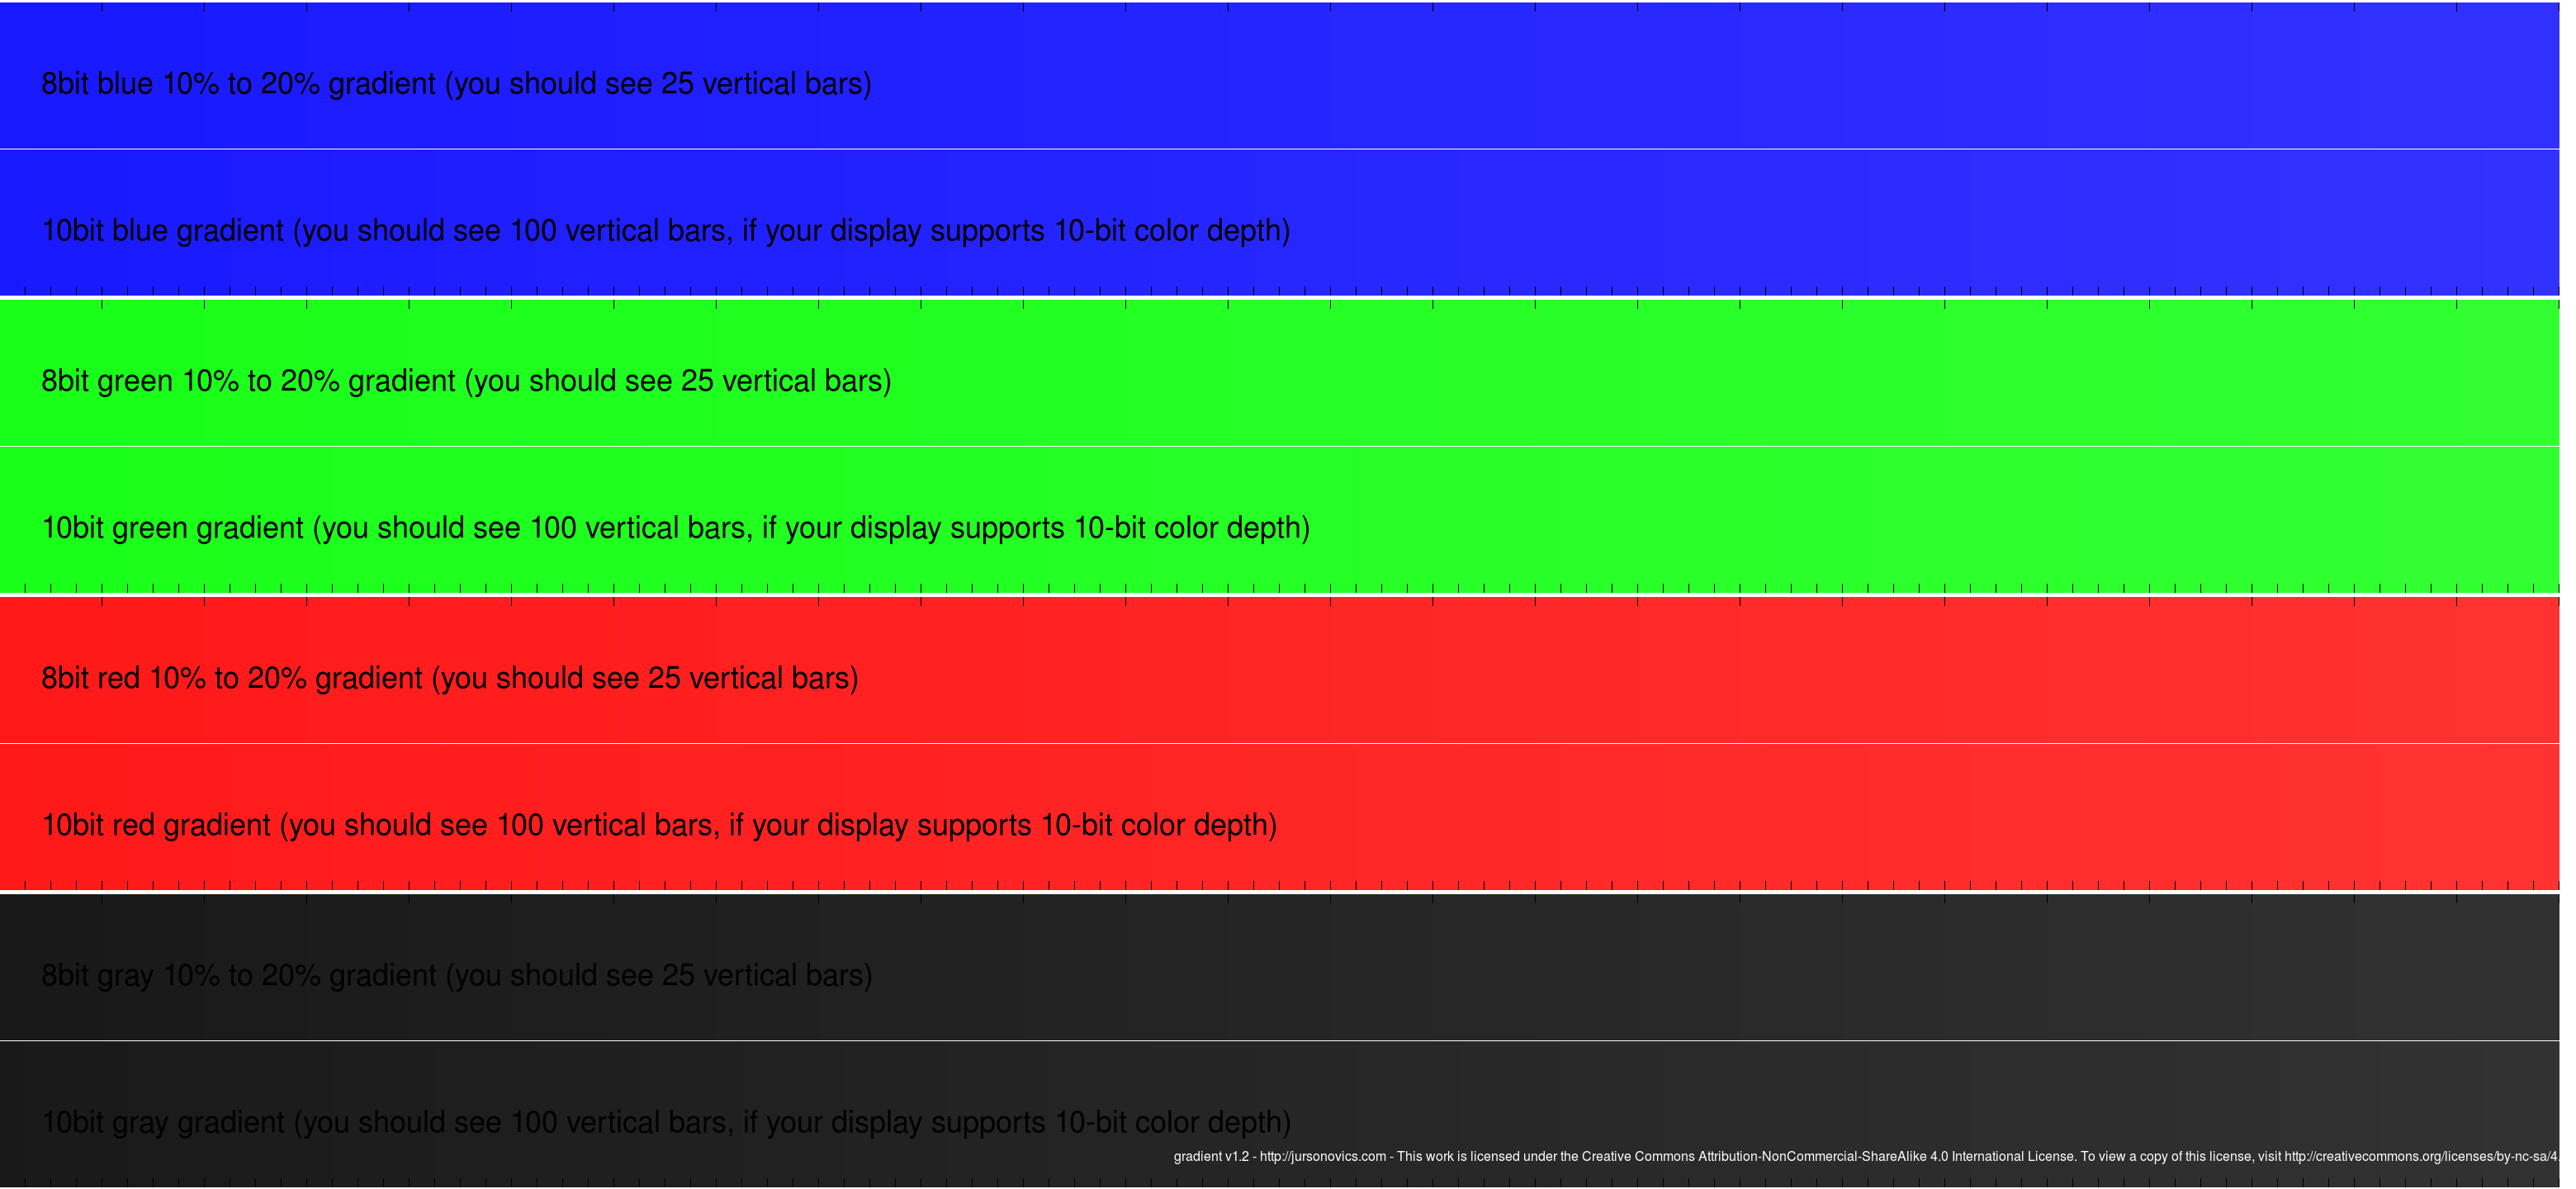 8bit blue 10% to 20% gradient (you should see 25 vertical bars)
10bit blue gradient (you should see 100 vertical bars, if your display supports 10-bit color depth)
8bit green 10% to 20% gradient (you should see 25 vertical bars)
10bit green gradient (you should see 100 vertical bars, if your display supports 10-bit color depth)
8bit red 10% to 20% gradient (you should see 25 vertical bars)
10bit red gradient (you should see 100 vertical bars, if your display supports 10-bit color depth)
8bit gray 10% to 20% gradient (you should see 25 vertical bars)
10bit gray gradient (you should see 100 vertical bars, if your display supports 10-bit color depth)
gradient v1.2 - http://jursonovics.com - This work is licensed under the Creative Commons Attribution-NonCommercial-ShareAlike 4.0 International License. To view a copy of this license, visit http://creativecommons.org/licenses/by-nc-sa/4.